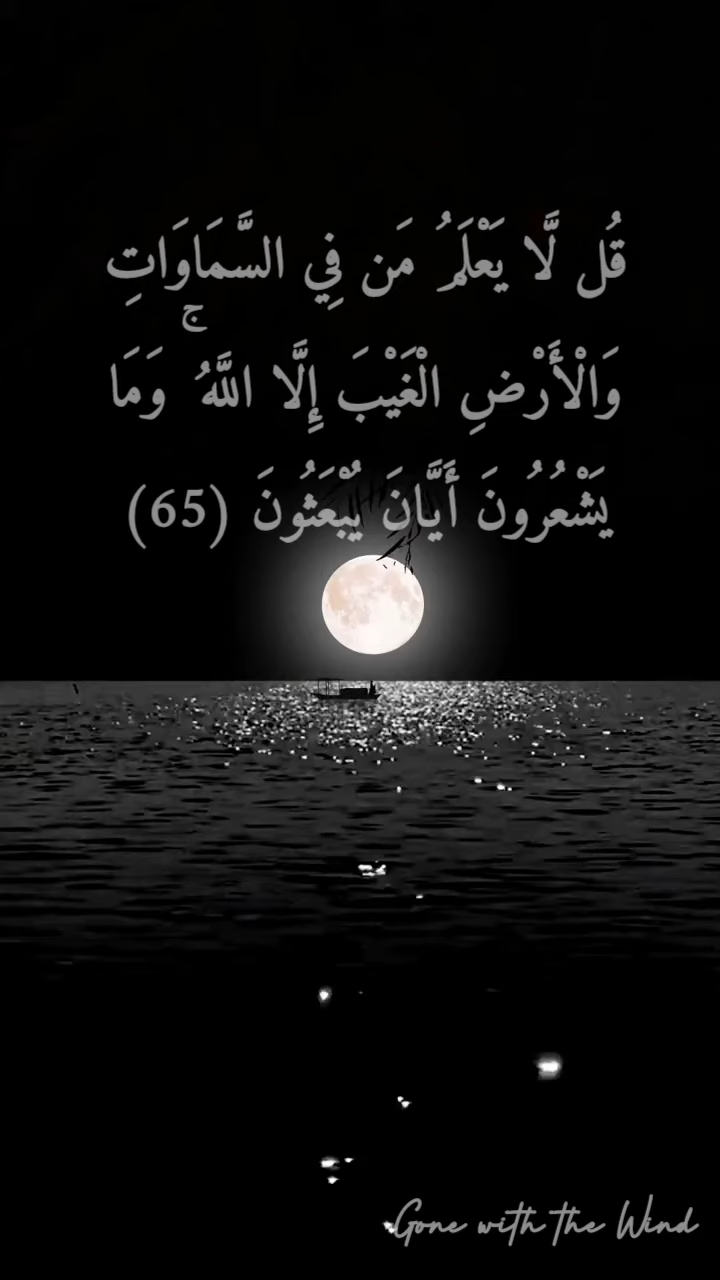 قُل لَّا يَعْلَمُ مَن فِي السَّمَاوَاتِ
وَالْأَرْضِ الْغَيْبَ إِلَّا اللَّهُ ۚ وَمَا
يَشْعُرُونَ أَيَّانَ يُبْعَثُونَ (65)
Gone with the Wind